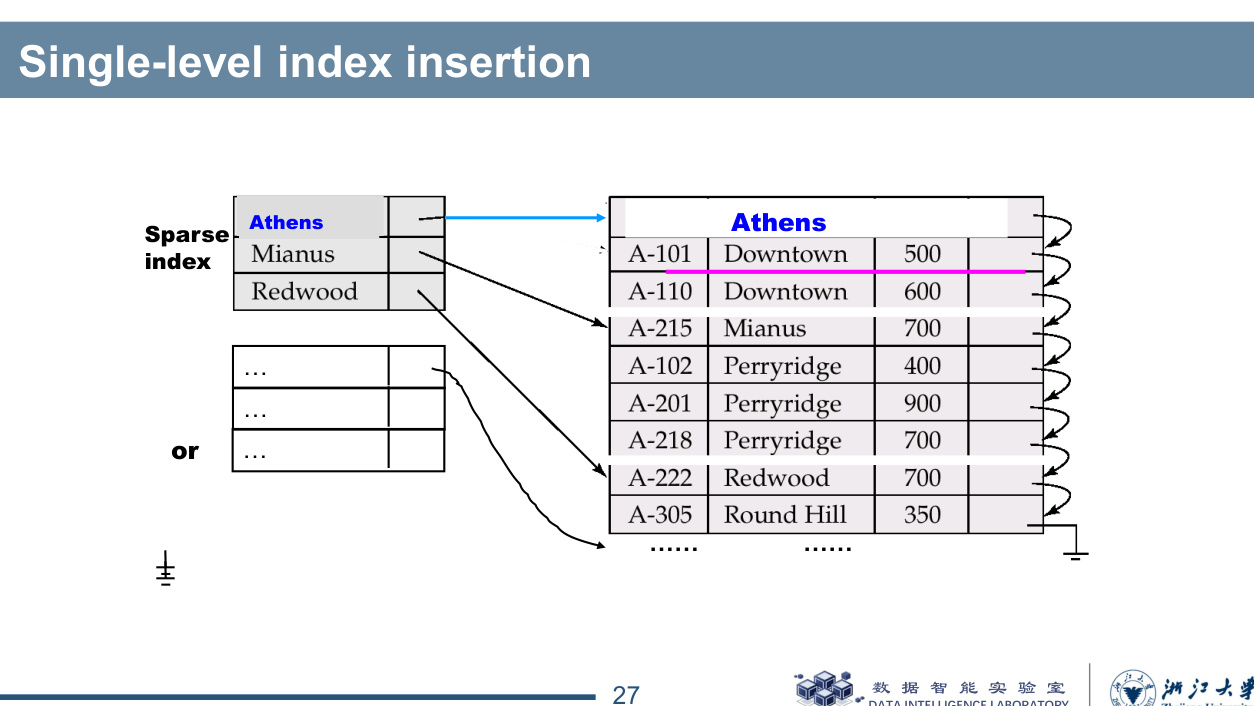 Single-level index insertion
Sparse
index
Athens
Mianus
Redwood
...
...
...
or
Athens
A-101 Downtown 500
A-110 Downtown 600
A-215 Mianus 700
A-102 Perryridge 400
A-201 Perryridge 900
A-218 Perryridge 700
A-222 Redwood 700
A-305 Round Hill 350
...... ......
27
数据智能实验室
DATA INTELLIGENCE LABORATORY
浙江大学